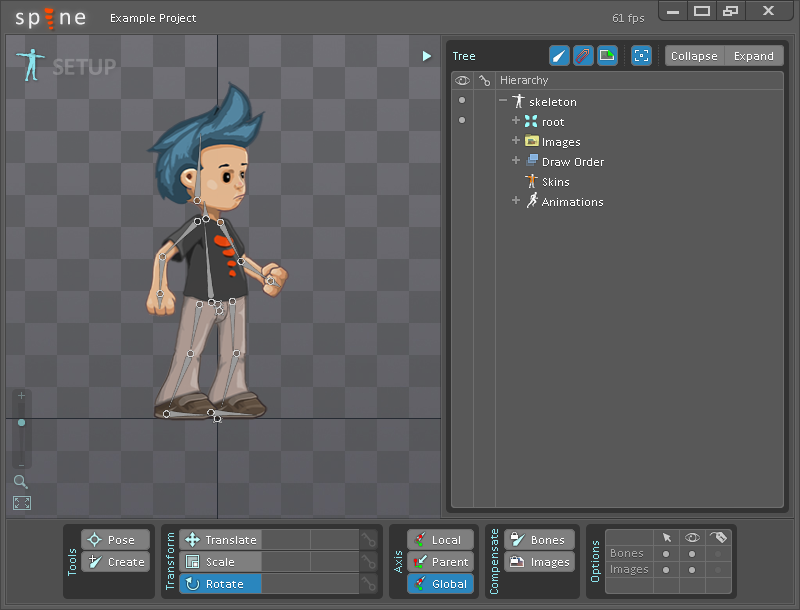 spine Example Project 61 fps
SETUP
Tree Collapse Expand
Hierarchy
skeleton
root
Images
Draw Order
Skins
Animations
Tools
Pose
Create
Transform
Translate
Scale
Rotate
Axis
Local
Parent
Global
Compensate
Bones
Images
Options
Bones
Images